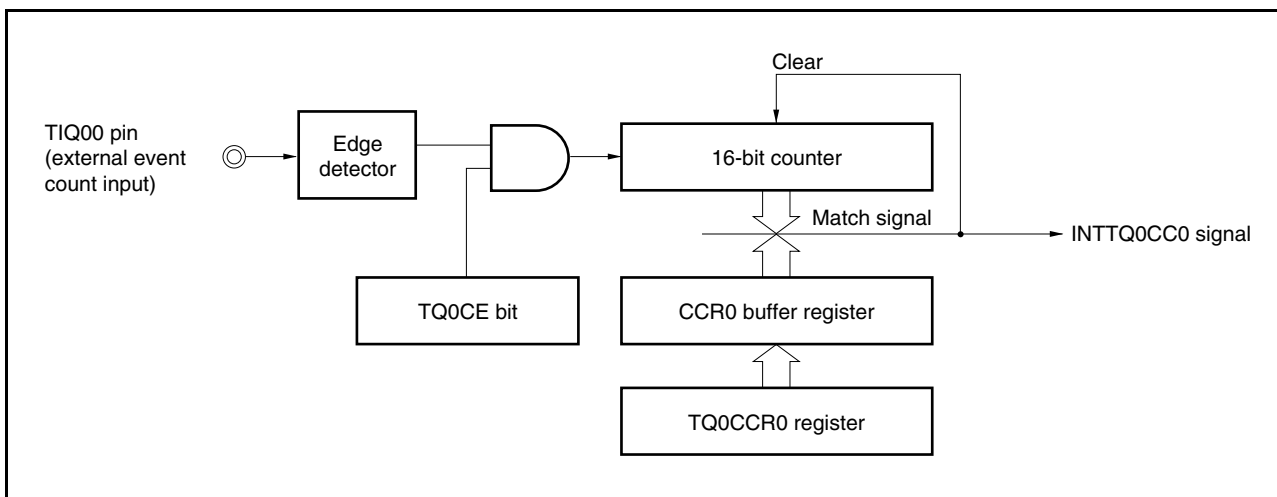 Clear
TIQ00 pin
(external event
count input)
Edge
detector
16-bit counter
Match signal
INTTQ0CC0 signal
TQ0CE bit
CCR0 buffer register
TQ0CCR0 register